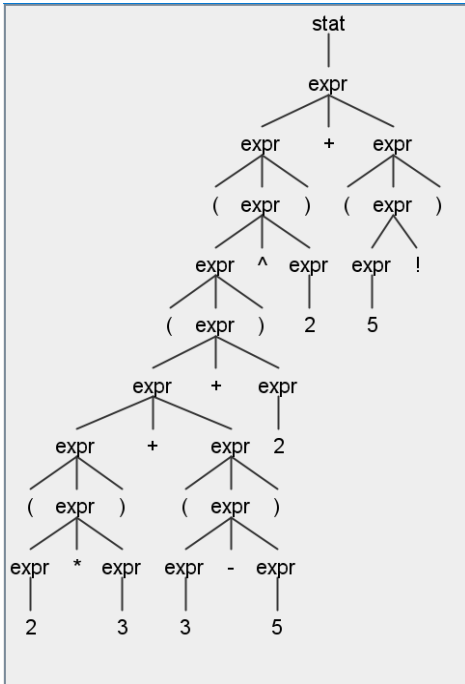 stat
expr
expr + expr
( expr ) ( expr )
expr ^ expr expr !
( expr ) 2 5
expr + expr
expr + expr 2
( expr ) ( expr )
expr * expr expr - expr
2 3 3 5